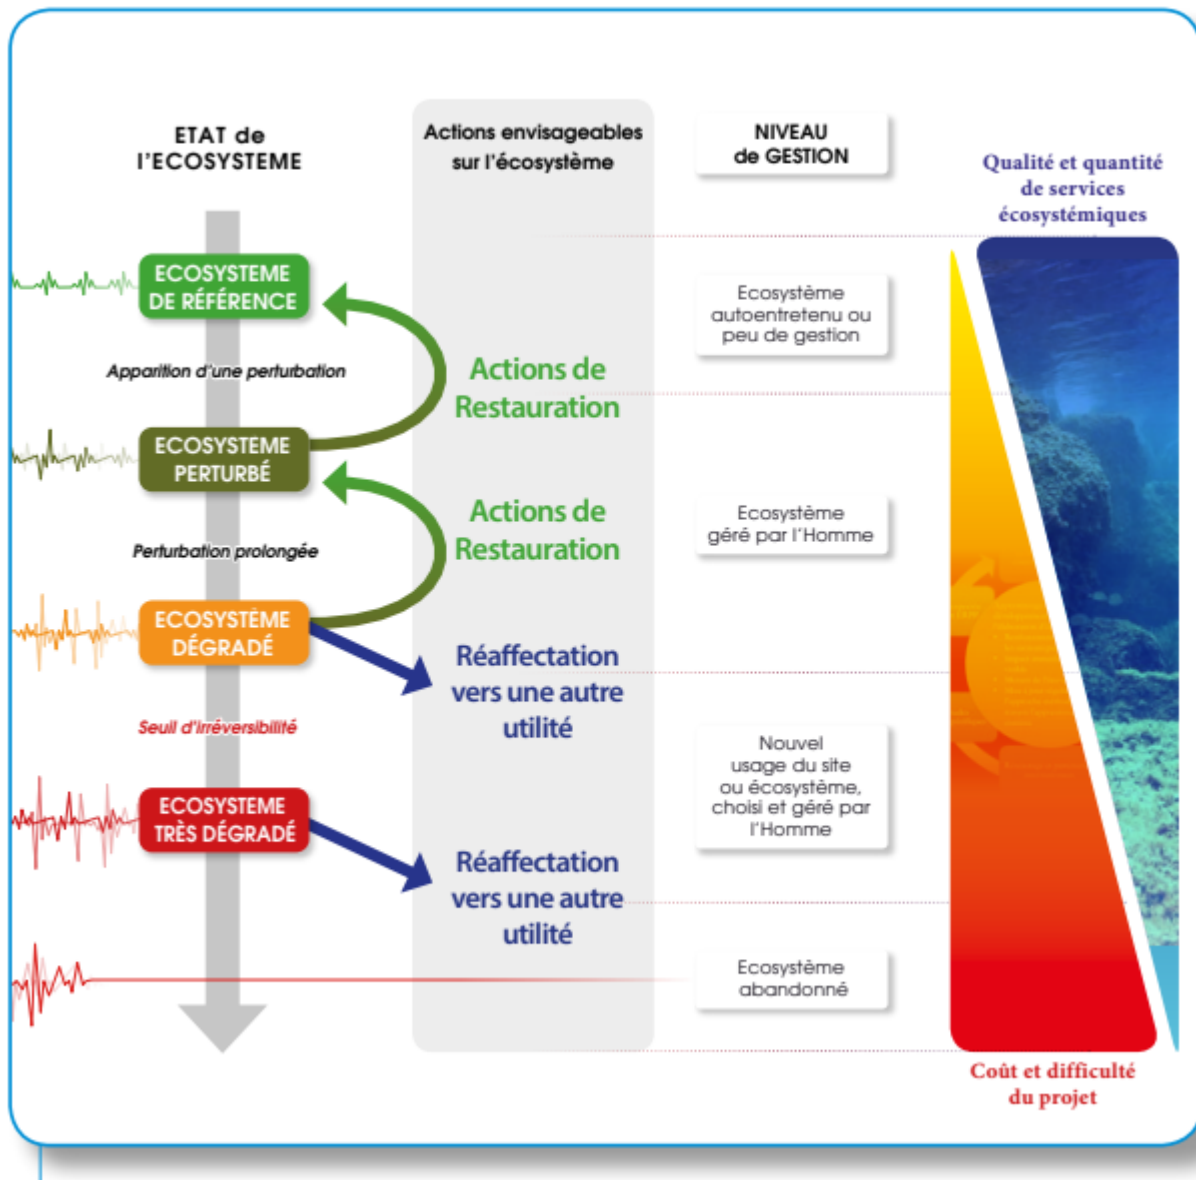 ETAT de
l'ECOSYSTEME
Actions envisageables
sur l'écosystème
NIVEAU
de GESTION
Qualité et quantité
de services
écosystémiques
ECOSYSTEME
DE RÉFÉRENCE
Ecosystème
autoentretenu ou
peu de gestion
Apparition d'une perturbation
Actions de
Restauration
ECOSYSTEME
PERTURBÉ
Actions de
Restauration
Ecosystème
géré par l'Homme
Perturbation prolongée
ECOSYSTÈME
DÉGRADÉ
Réaffectation
vers une autre
utilité
Seuil d'irréversibilité
Nouvel
usage du site
ou écosystème,
choisi et géré par
l'Homme
ECOSYSTEME
TRÈS DÉGRADÉ
Réaffectation
vers une autre
utilité
Ecosystème
abandonné
Coût et difficulté
du projet